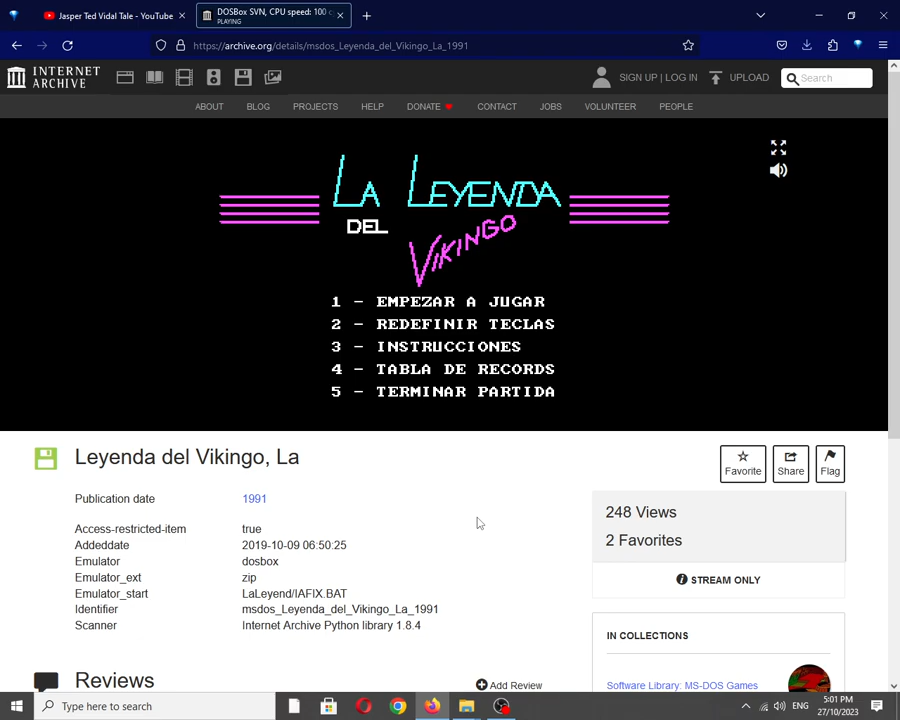 Jasper Ted Vidal Tale - YouTube
DOSBox SVN, CPU speed: 100 c
PLAYING
https://archive.org/details/msdos_Leyenda_del_Vikingo_La_1991
INTERNET ARCHIVE
SIGN UP | LOG IN
UPLOAD
Search
ABOUT BLOG PROJECTS HELP DONATE CONTACT JOBS VOLUNTEER PEOPLE
LA LEYENDA
DEL
VIKINGO
1 - EMPEZAR A JUGAR
2 - REDEFINIR TECLAS
3 - INSTRUCCIONES
4 - TABLA DE RECORDS
5 - TERMINAR PARTIDA
Leyenda del Vikingo, La
Favorite Share Flag
Publication date 1991
248 Views
2 Favorites
Access-restricted-item true
Addeddate 2019-10-09 06:50:25
Emulator dosbox
Emulator_ext zip
Emulator_start LaLeyend/IAFIX.BAT
Identifier msdos_Leyenda_del_Vikingo_La_1991
Scanner Internet Archive Python library 1.8.4
STREAM ONLY
IN COLLECTIONS
Software Library: MS-DOS Games
Reviews
Add Review
Type here to search
ENG
5:01 PM
27/10/2023